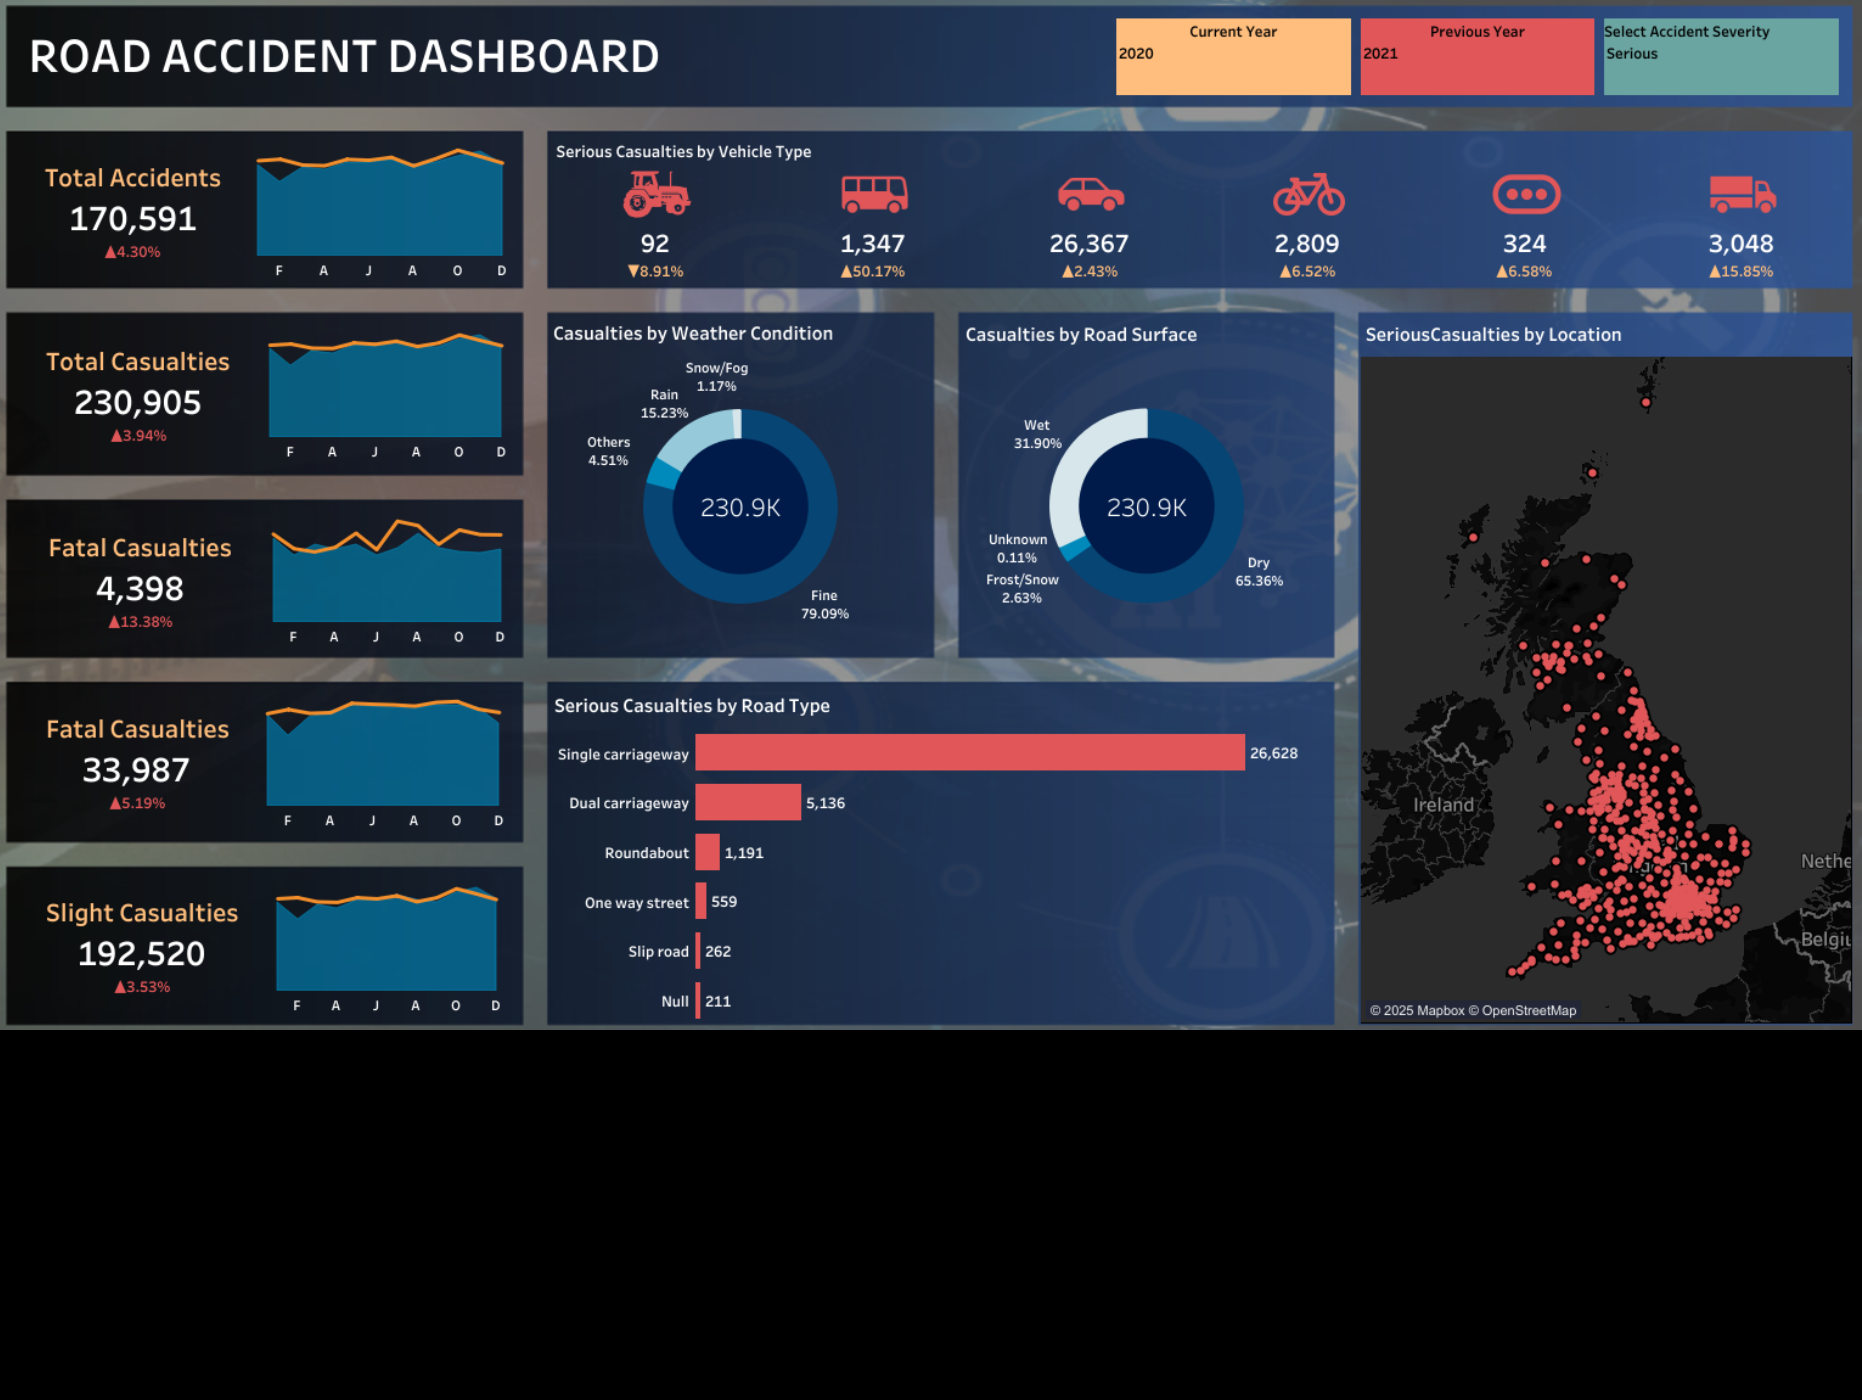 ROAD ACCIDENT DASHBOARD
Current Year
2020
Previous Year
2021
Select Accident Severity
Serious
Total Accidents
170,591
▲4.30%
F A J A O D
Total Casualties
230,905
▲3.94%
F A J A O D
Fatal Casualties
4,398
▲13.38%
F A J A O D
Fatal Casualties
33,987
▲5.19%
F A J A O D
Slight Casualties
192,520
▲3.53%
F A J A O D
Serious Casualties by Vehicle Type
92 1,347 26,367 2,809 324 3,048
▼8.91% ▲50.17% ▲2.43% ▲6.52% ▲6.58% ▲15.85%
Casualties by Weather Condition
Snow/Fog
1.17%
Rain
15.23%
Others
4.51%
230.9K
Fine
79.09%
Casualties by Road Surface
Wet
31.90%
230.9K
Unknown
0.11%
Frost/Snow
2.63%
Dry
65.36%
Serious Casualties by Road Type
Single carriageway 26,628
Dual carriageway 5,136
Roundabout 1,191
One way street 559
Slip road 262
Null 211
SeriousCasualties by Location
Ireland
Nethe
Belgiu
© 2025 Mapbox © OpenStreetMap